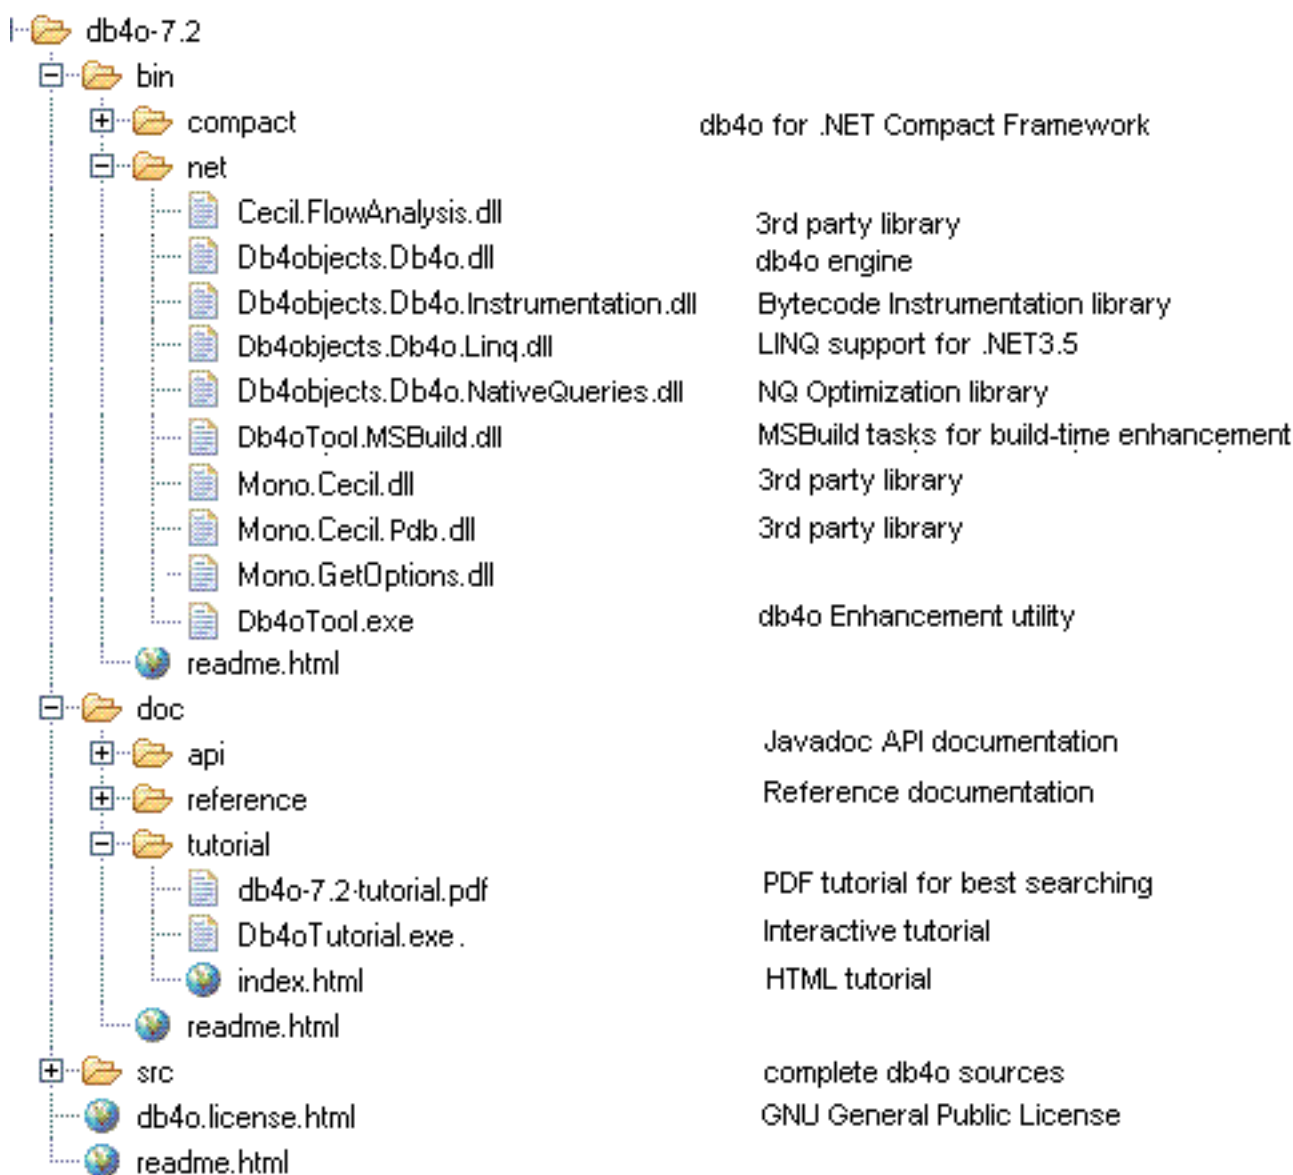 db4o-7.2
bin
compact db4o for .NET Compact Framework
net
Cecil.FlowAnalysis.dll 3rd party library
Db4objects.Db4o.dll db4o engine
Db4objects.Db4o.Instrumentation.dll Bytecode Instrumentation library
Db4objects.Db4o.Linq.dll LINQ support for .NET3.5
Db4objects.Db4o.NativeQueries.dll NQ Optimization library
Db4oTool.MSBuild.dll MSBuild tasks for build-time enhancement
Mono.Cecil.dll 3rd party library
Mono.Cecil.Pdb.dll 3rd party library
Mono.GetOptions.dll
Db4oTool.exe db4o Enhancement utility
readme.html
doc
api Javadoc API documentation
reference Reference documentation
tutorial
db4o-7.2-tutorial.pdf PDF tutorial for best searching
Db4oTutorial.exe. Interactive tutorial
index.html HTML tutorial
readme.html
src complete db4o sources
db4o.license.html GNU General Public License
readme.html